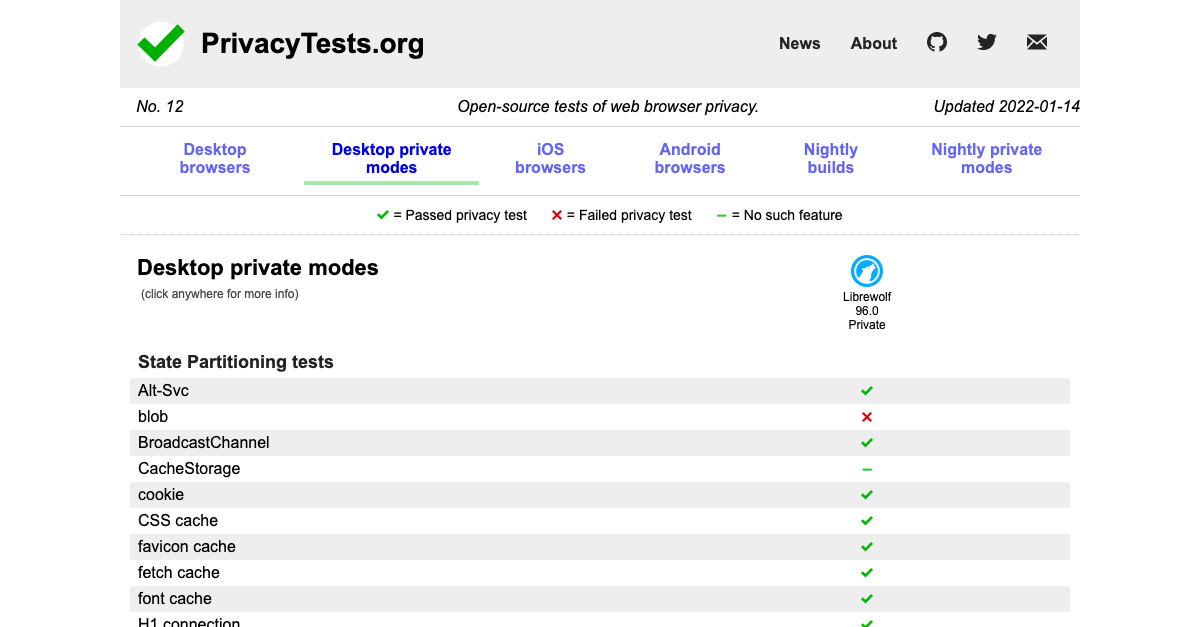 PrivacyTests.org
News About
No. 12 Open-source tests of web browser privacy. Updated 2022-01-14
Desktop browsers
Desktop private modes
iOS browsers
Android browsers
Nightly builds
Nightly private modes
= Passed privacy test = Failed privacy test = No such feature
Desktop private modes
(click anywhere for more info)
Librewolf
96.0
Private
State Partitioning tests
Alt-Svc
blob
BroadcastChannel
CacheStorage
cookie
CSS cache
favicon cache
fetch cache
font cache
H1 connection